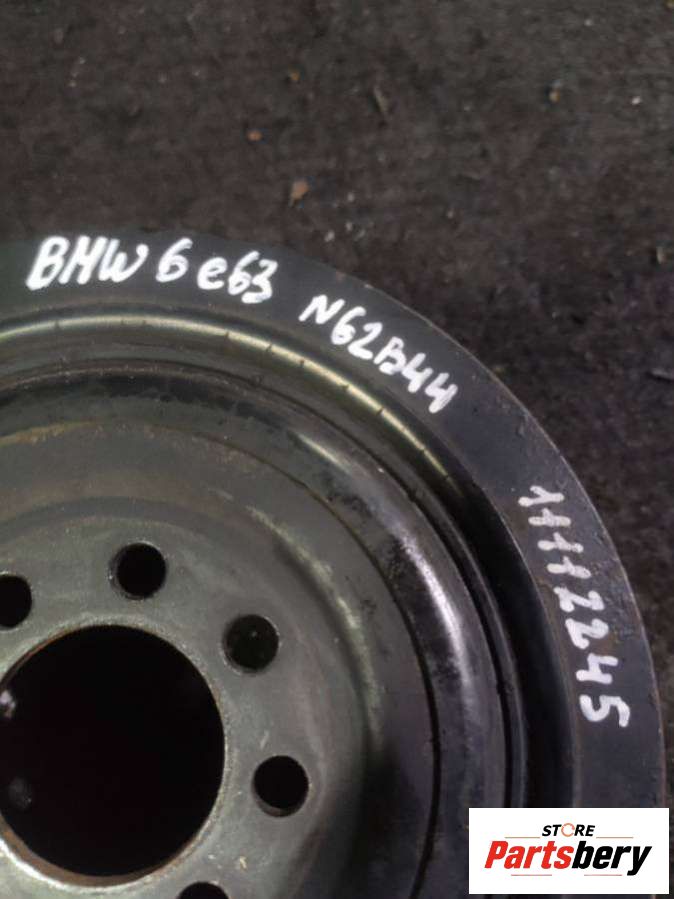 BMW 6 e63 N62B44
11112245
STORE
Partsbery